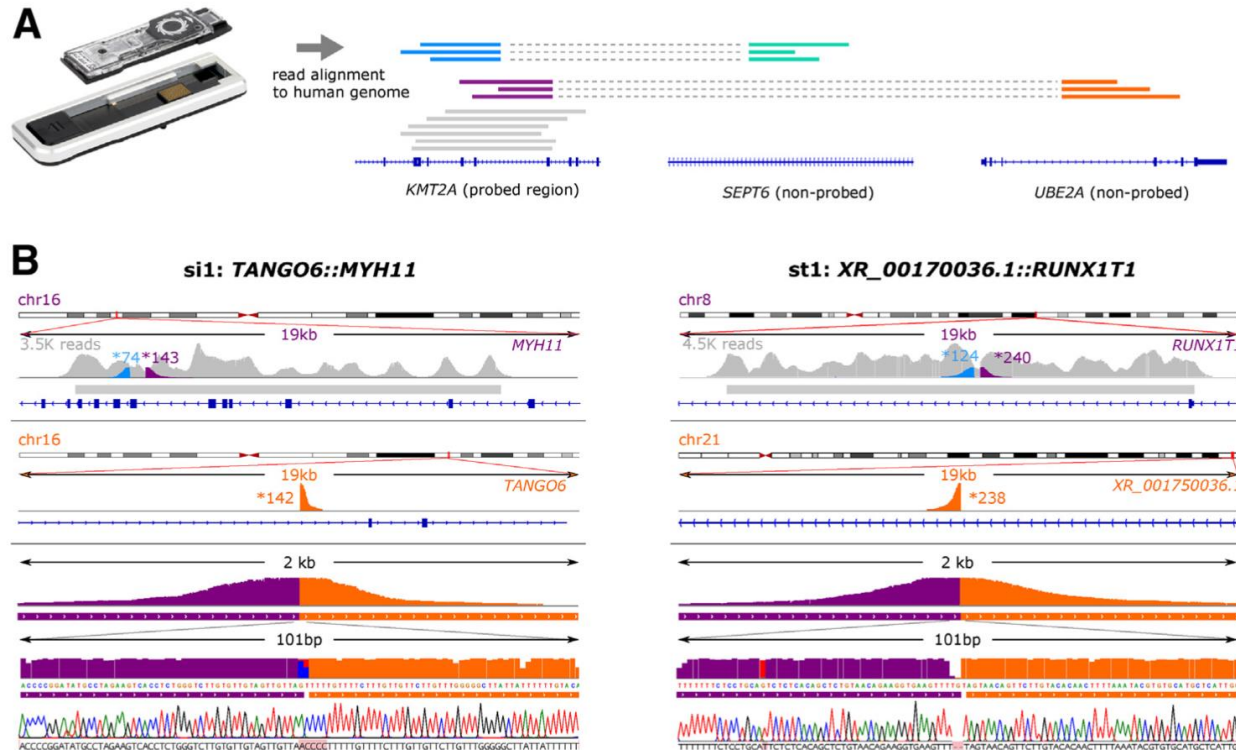 A
read alignment
to human genome
KMT2A (probed region)
SEPT6 (non-probed)
UBE2A (non-probed)
B
si1: TANGO6::MYH11
chr16
19kb
MYH11
3.5K reads
*74
*143
chr16
19kb
TANGO6
*142
2 kb
101bp
st1: XR_00170036.1::RUNX1T1
chr8
19kb
RUNX1T1
4.5K reads
*124
*240
chr21
19kb
XR_001750036.
*238
2 kb
101bp